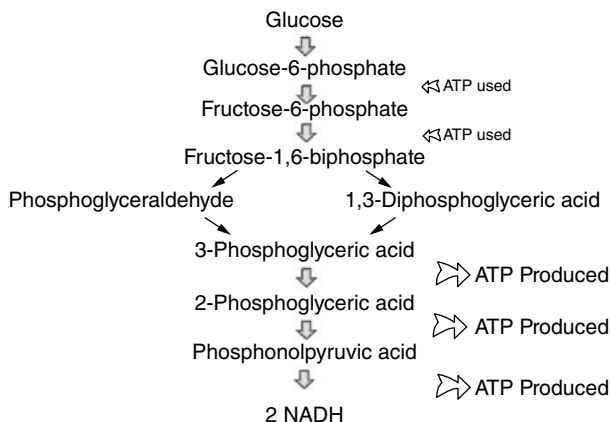 Glucose
Glucose-6-phosphate
ATP used
Fructose-6-phosphate
ATP used
Fructose-1,6-biphosphate
Phosphoglyceraldehyde
1,3-Diphosphoglyceric acid
3-Phosphoglyceric acid
ATP Produced
2-Phosphoglyceric acid
ATP Produced
Phosphonolpyruvic acid
ATP Produced
2 NADH